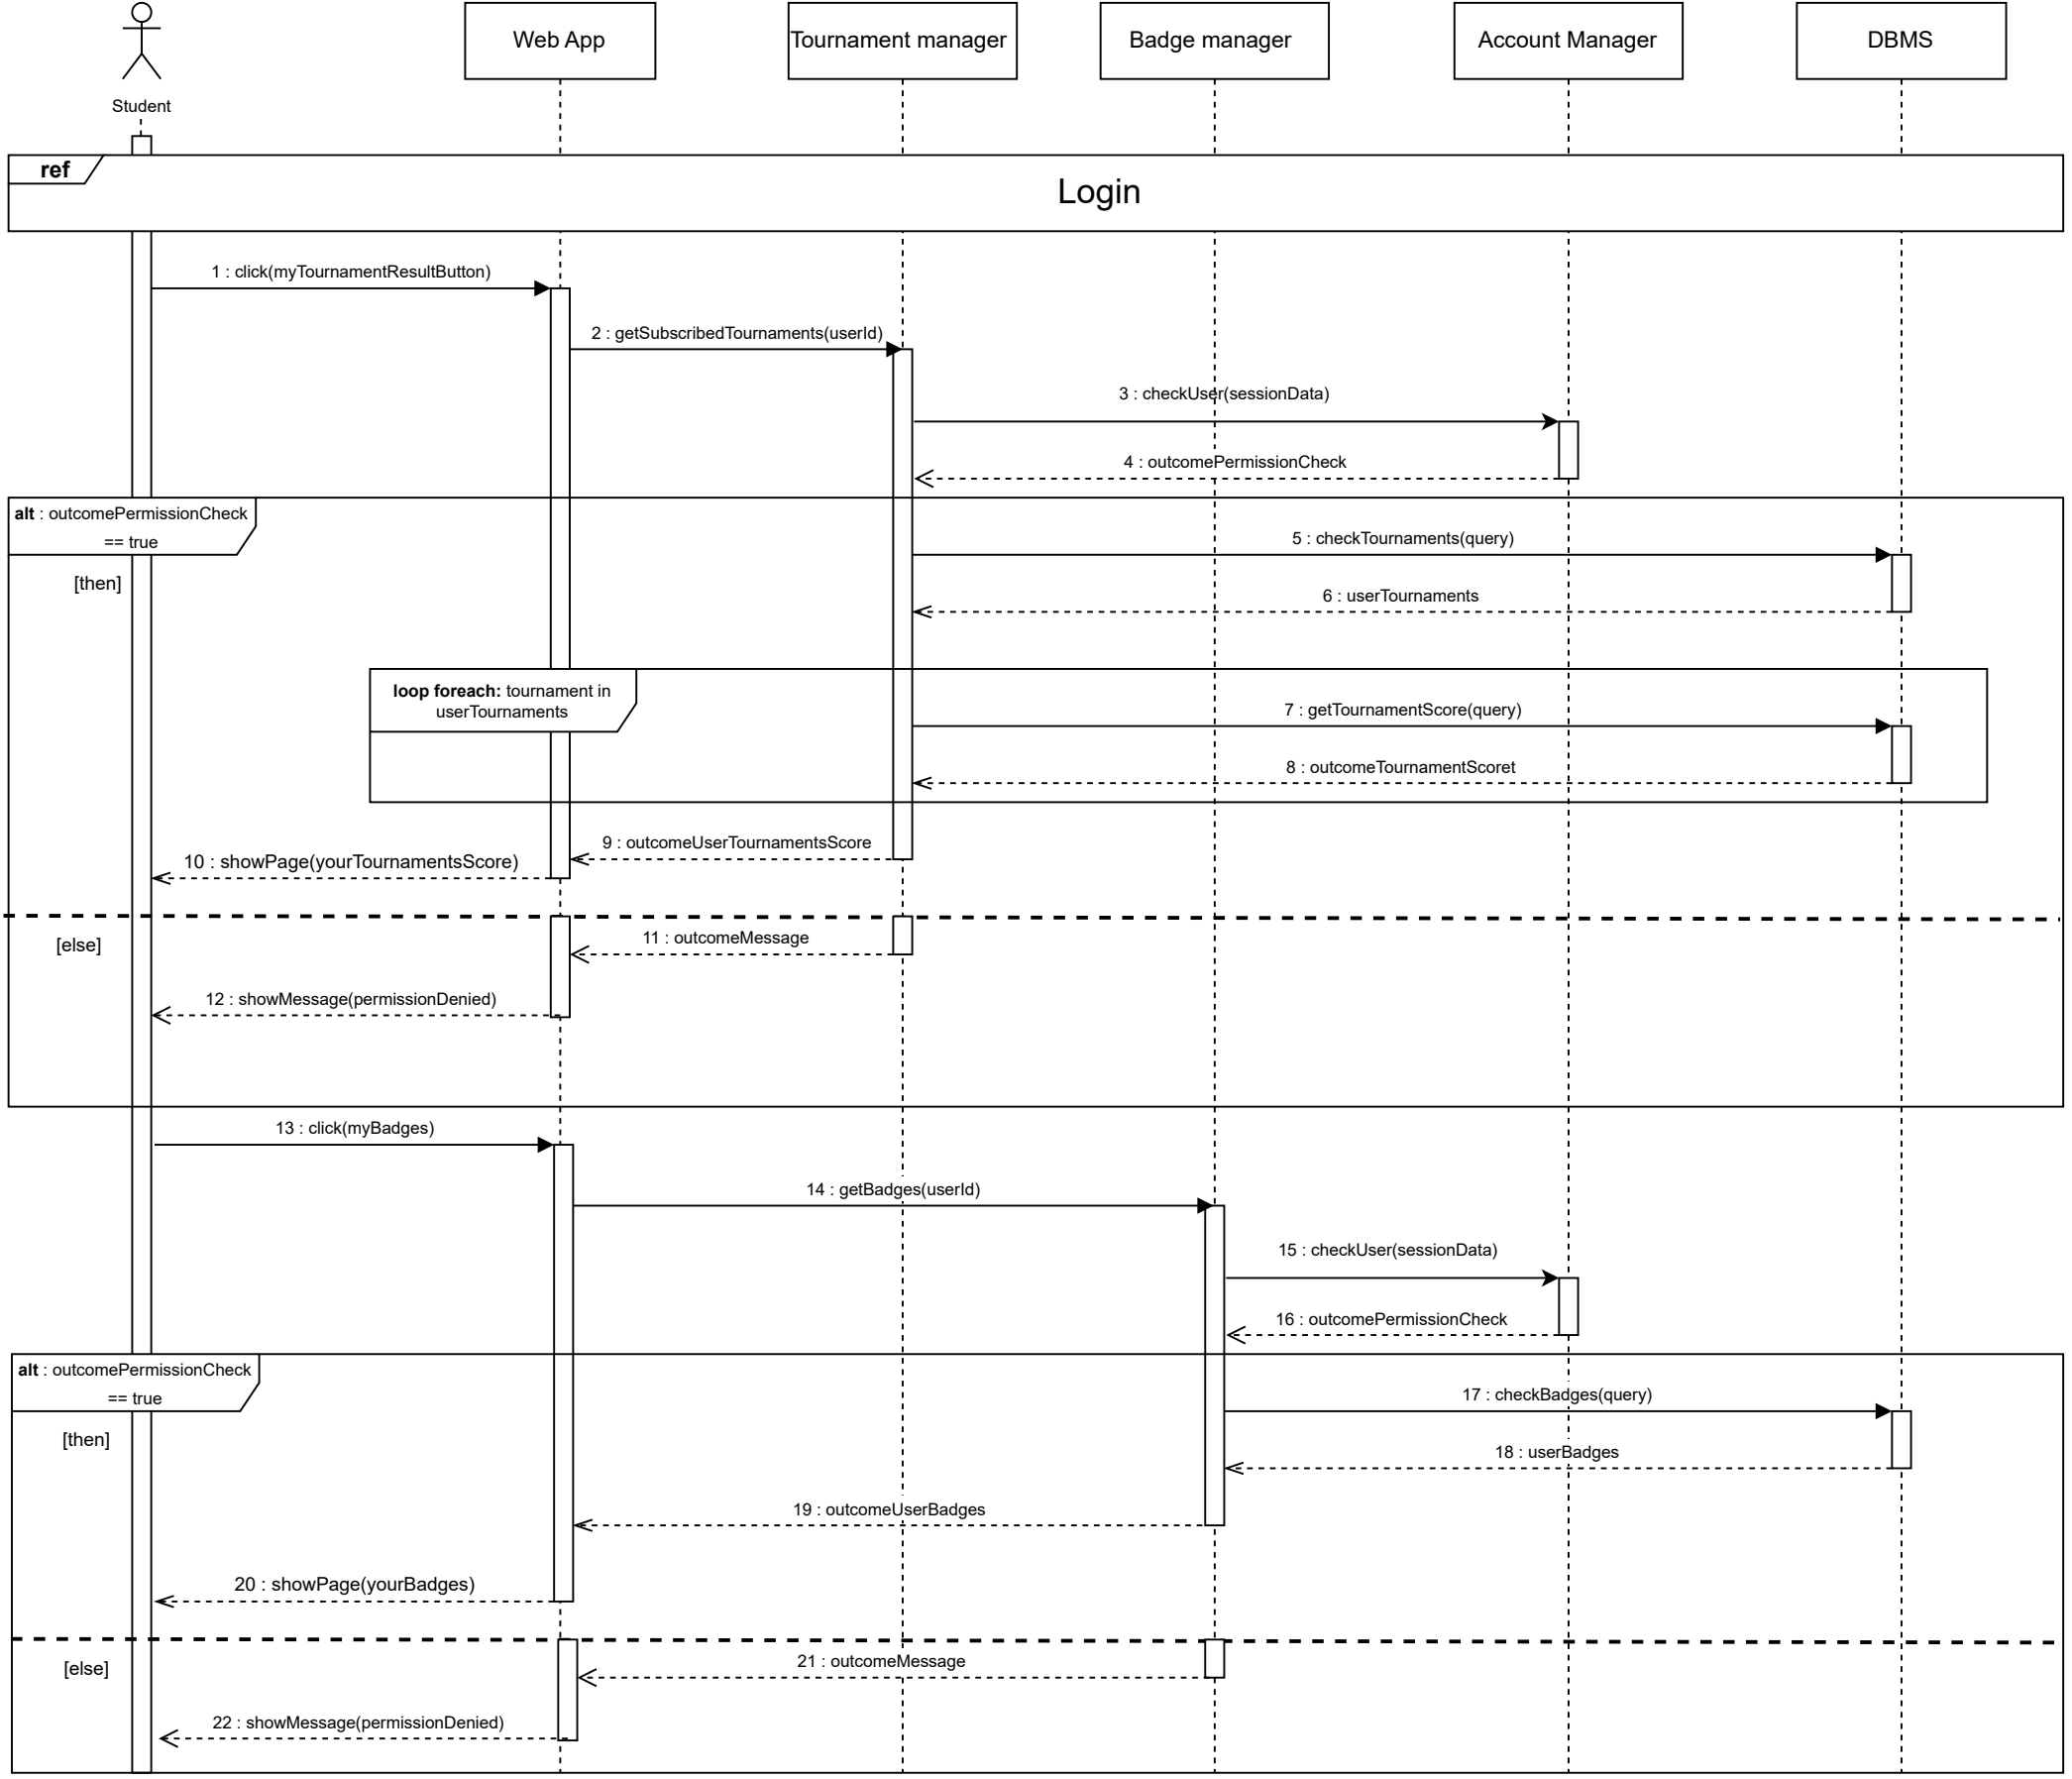 Web App
Tournament manager
Badge manager
Account Manager
DBMS
Student
ref
Login
1 : click(myTournamentResultButton)
2 : getSubscribedTournaments(userId)
3 : checkUser(sessionData)
4 : outcomePermissionCheck
alt : outcomePermissionCheck
== true
[then]
5 : checkTournaments(query)
6 : userTournaments
loop foreach: tournament in
userTournaments
7 : getTournamentScore(query)
8 : outcomeTournamentScoret
9 : outcomeUserTournamentsScore
10 : showPage(yourTournamentsScore)
[else]
11 : outcomeMessage
12 : showMessage(permissionDenied)
13 : click(myBadges)
14 : getBadges(userId)
15 : checkUser(sessionData)
16 : outcomePermissionCheck
alt : outcomePermissionCheck
== true
[then]
17 : checkBadges(query)
18 : userBadges
19 : outcomeUserBadges
20 : showPage(yourBadges)
[else]
21 : outcomeMessage
22 : showMessage(permissionDenied)